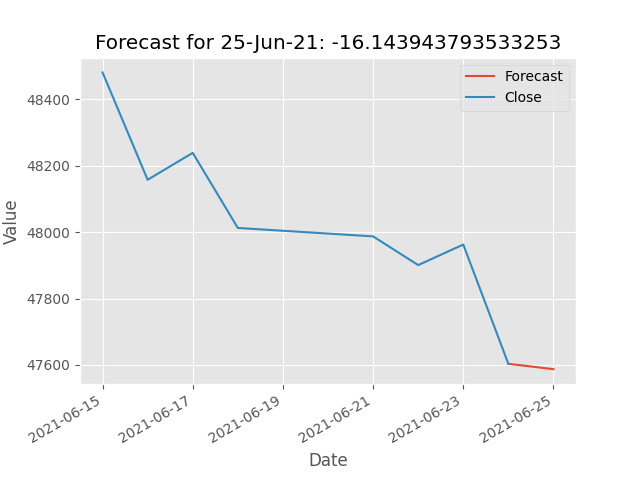 Forecast for 25-Jun-21: -16.143943793533253
Forecast
Close
48400
48200
48000
47800
47600
Value
2021-06-15
2021-06-17
2021-06-19
2021-06-21
2021-06-23
2021-06-25
Date